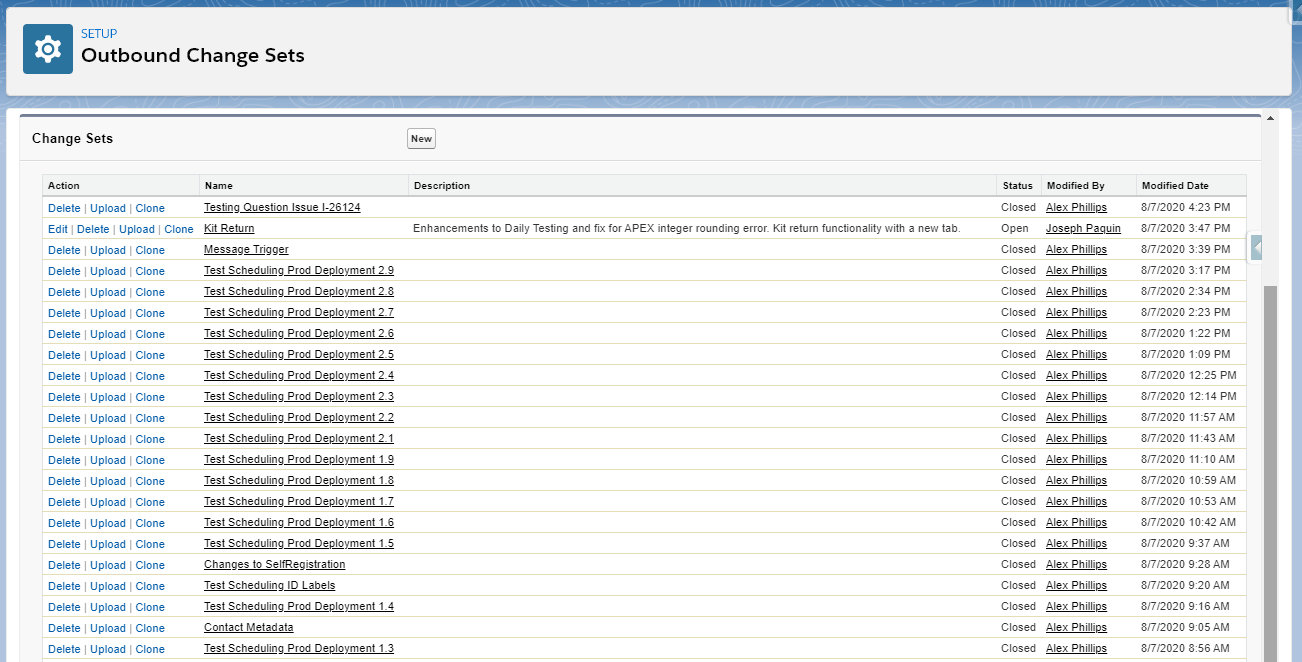 SETUP
Outbound Change Sets
Change Sets New
Action Name Description Status Modified By Modified Date
Delete | Upload | Clone Testing Question Issue I-26124 Closed Alex Phillips 8/7/2020 4:23 PM
Edit | Delete | Upload | Clone Kit Return Enhancements to Daily Testing and fix for APEX integer rounding error. Kit return functionality with a new tab. Open Joseph Paquin 8/7/2020 3:47 PM
Delete | Upload | Clone Message Trigger Closed Alex Phillips 8/7/2020 3:39 PM
Delete | Upload | Clone Test Scheduling Prod Deployment 2.9 Closed Alex Phillips 8/7/2020 3:17 PM
Delete | Upload | Clone Test Scheduling Prod Deployment 2.8 Closed Alex Phillips 8/7/2020 2:34 PM
Delete | Upload | Clone Test Scheduling Prod Deployment 2.7 Closed Alex Phillips 8/7/2020 2:23 PM
Delete | Upload | Clone Test Scheduling Prod Deployment 2.6 Closed Alex Phillips 8/7/2020 1:22 PM
Delete | Upload | Clone Test Scheduling Prod Deployment 2.5 Closed Alex Phillips 8/7/2020 1:09 PM
Delete | Upload | Clone Test Scheduling Prod Deployment 2.4 Closed Alex Phillips 8/7/2020 12:25 PM
Delete | Upload | Clone Test Scheduling Prod Deployment 2.3 Closed Alex Phillips 8/7/2020 12:14 PM
Delete | Upload | Clone Test Scheduling Prod Deployment 2.2 Closed Alex Phillips 8/7/2020 11:57 AM
Delete | Upload | Clone Test Scheduling Prod Deployment 2.1 Closed Alex Phillips 8/7/2020 11:43 AM
Delete | Upload | Clone Test Scheduling Prod Deployment 1.9 Closed Alex Phillips 8/7/2020 11:10 AM
Delete | Upload | Clone Test Scheduling Prod Deployment 1.8 Closed Alex Phillips 8/7/2020 10:59 AM
Delete | Upload | Clone Test Scheduling Prod Deployment 1.7 Closed Alex Phillips 8/7/2020 10:53 AM
Delete | Upload | Clone Test Scheduling Prod Deployment 1.6 Closed Alex Phillips 8/7/2020 10:42 AM
Delete | Upload | Clone Test Scheduling Prod Deployment 1.5 Closed Alex Phillips 8/7/2020 9:37 AM
Delete | Upload | Clone Changes to SelfRegistration Closed Alex Phillips 8/7/2020 9:28 AM
Delete | Upload | Clone Test Scheduling ID Labels Closed Alex Phillips 8/7/2020 9:20 AM
Delete | Upload | Clone Test Scheduling Prod Deployment 1.4 Closed Alex Phillips 8/7/2020 9:16 AM
Delete | Upload | Clone Contact Metadata Closed Alex Phillips 8/7/2020 9:05 AM
Delete | Upload | Clone Test Scheduling Prod Deployment 1.3 Closed Alex Phillips 8/7/2020 8:56 AM